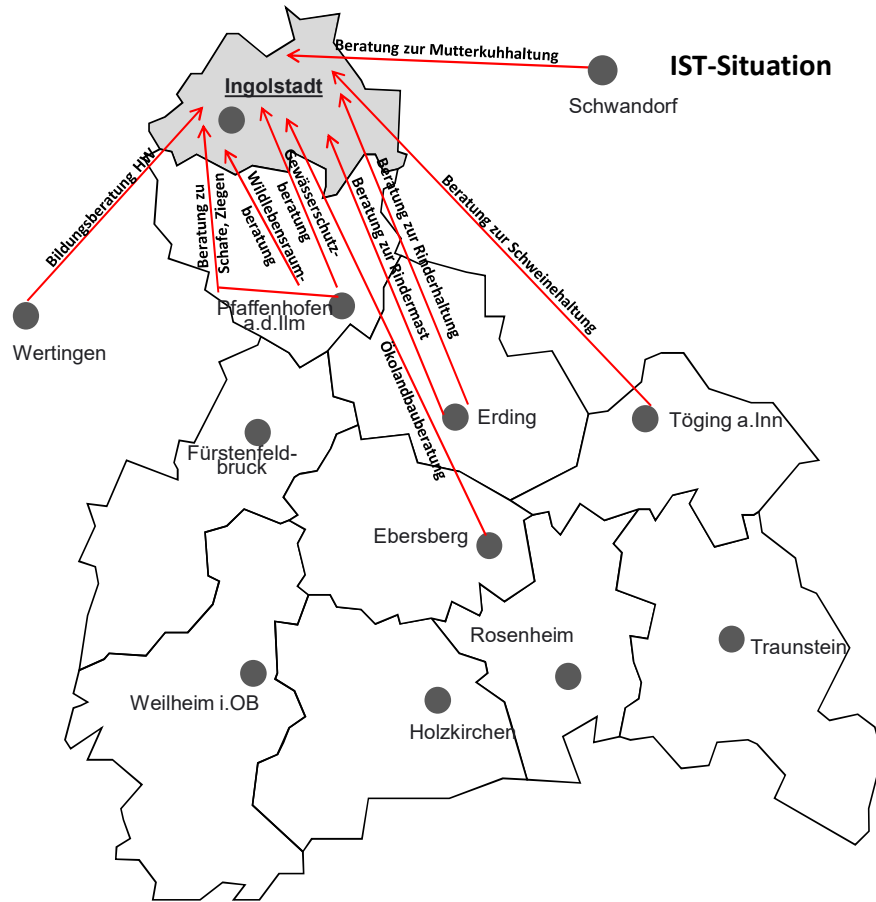 Beratung zur Mutterkuhhaltung
IST-Situation
Schwandorf
Ingolstadt
Bildungsberatung HW
Beratung zu
Schafe, Ziegen
Wildlebensraum-
beratung
Gewässerschutz-
beratung
Beratung zur Rindermast
Beratung zur Rinderhaltung
Beratung zur Schweinehaltung
Ökolandbauberatung
Wertingen
Pfaffenhofen
a.d.Ilm
Erding
Töging a.Inn
Fürstenfeld-
bruck
Ebersberg
Rosenheim
Traunstein
Weilheim i.OB
Holzkirchen